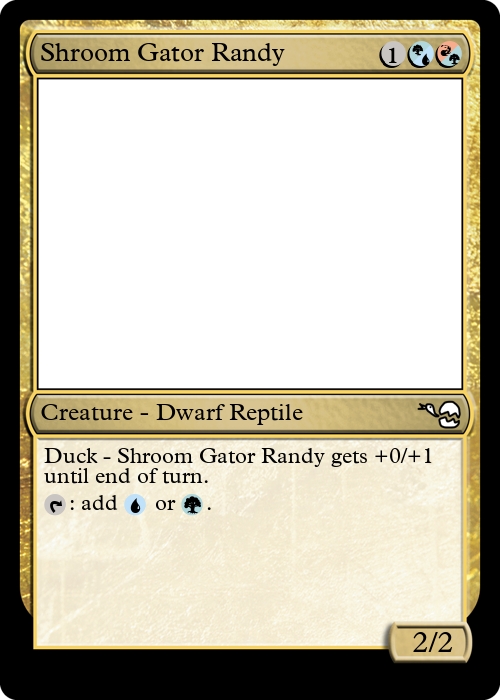 Shroom Gator Randy 1
Creature - Dwarf Reptile
Duck - Shroom Gator Randy gets +0/+1
until end of turn.
: add or .
2/2